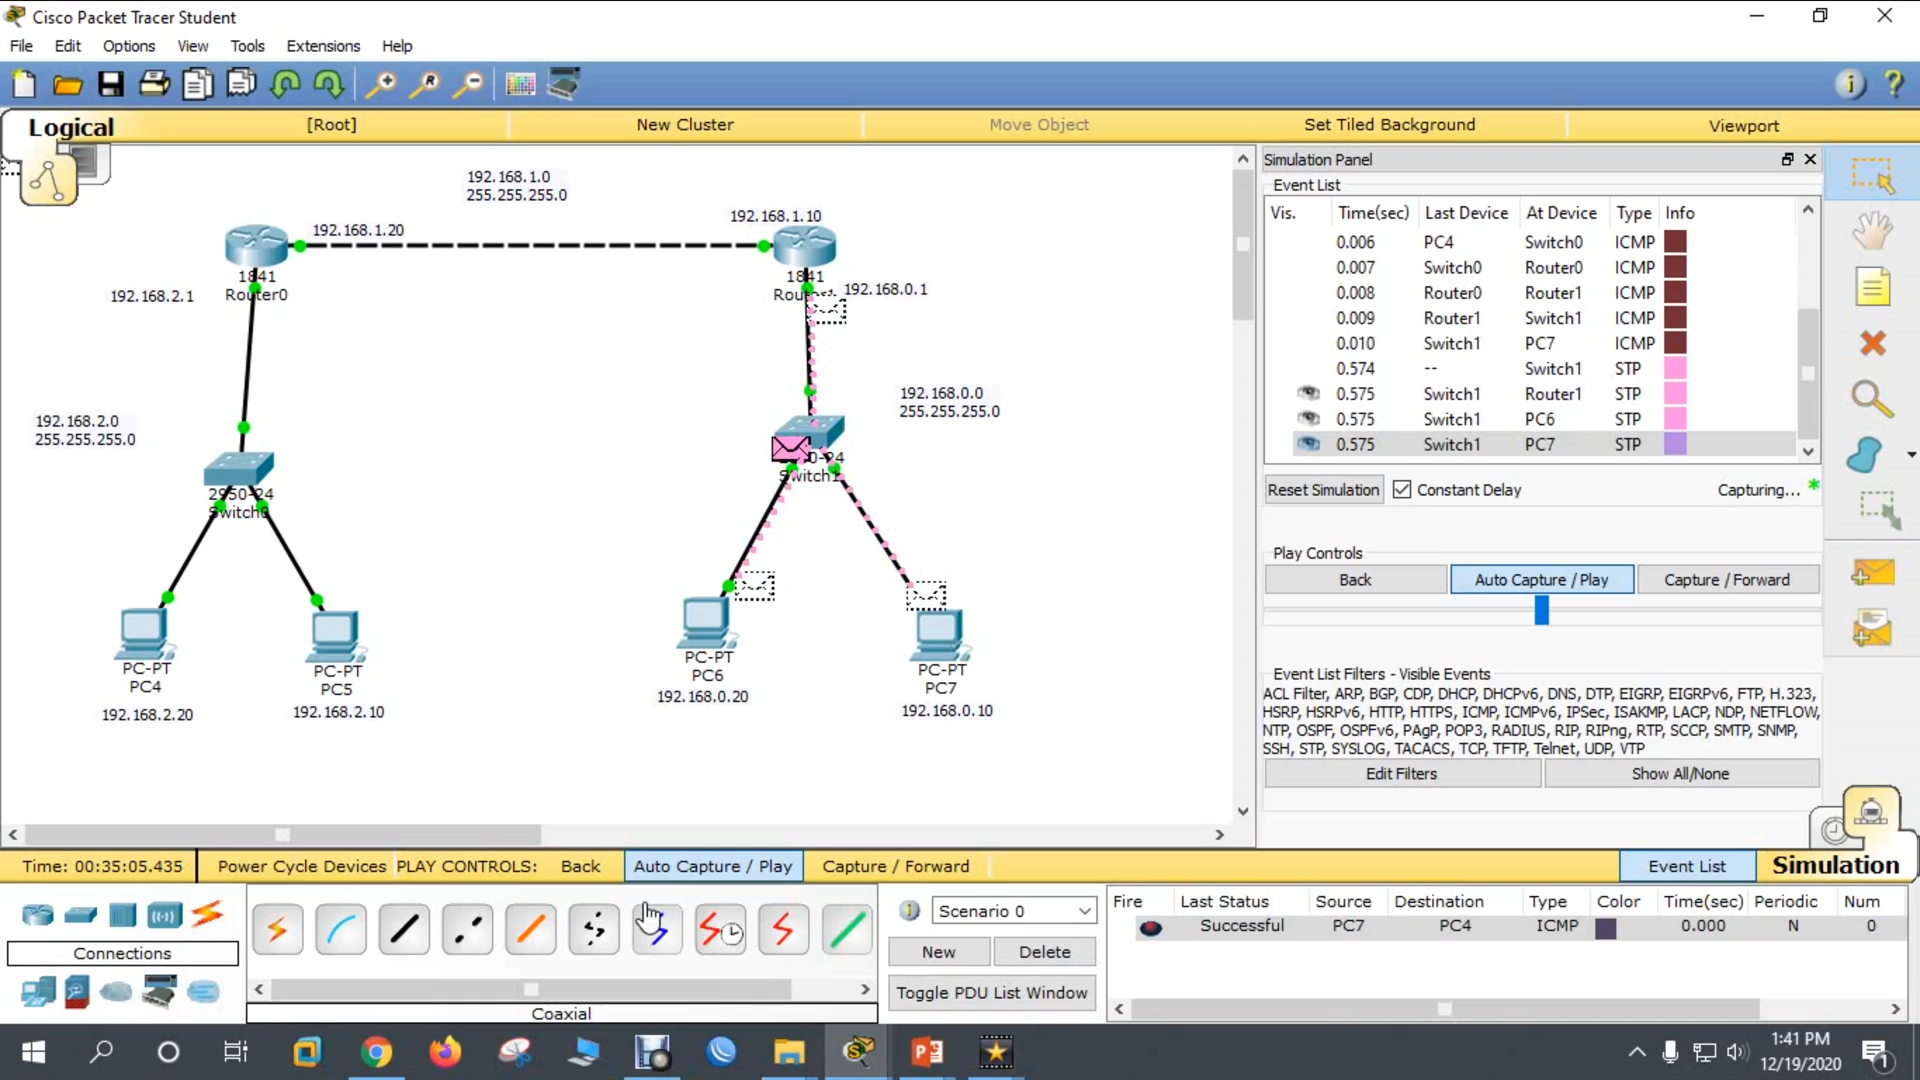 Cisco Packet Tracer Student
File Edit Options View Tools Extensions Help
Logical [Root] New Cluster Move Object Set Tiled Background Viewport
192.168.1.0
255.255.255.0
192.168.1.20
192.168.1.10
1841
Router0
1841
192.168.2.1
192.168.0.1
192.168.0.0
255.255.255.0
192.168.2.0
255.255.255.0
2950-24
Switch0
Switch1
PC-PT
PC4
192.168.2.20
PC-PT
PC5
192.168.2.10
PC-PT
PC6
192.168.0.20
PC-PT
PC7
192.168.0.10
Simulation Panel
Event List
Vis. Time(sec) Last Device At Device Type Info
0.006 PC4 Switch0 ICMP
0.007 Switch0 Router0 ICMP
0.008 Router0 Router1 ICMP
0.009 Router1 Switch1 ICMP
0.010 Switch1 PC7 ICMP
0.574 -- Switch1 STP
0.575 Switch1 Router1 STP
0.575 Switch1 PC6 STP
0.575 Switch1 PC7 STP
Reset Simulation Constant Delay Capturing... *
Play Controls
Back Auto Capture / Play Capture / Forward
Event List Filters - Visible Events
ACL Filter, ARP, BGP, CDP, DHCP, DHCPv6, DNS, DTP, EIGRP, EIGRPv6, FTP, H.323,
HSRP, HSRPv6, HTTP, HTTPS, ICMP, ICMPv6, IPSec, ISAKMP, LACP, NDP, NETFLOW,
NTP, OSPF, OSPFv6, PAgP, POP3, RADIUS, RIP, RIPng, RTP, SCCP, SMTP, SNMP,
SSH, STP, SYSLOG, TACACS, TCP, TFTP, Telnet, UDP, VTP
Edit Filters Show All/None
Time: 00:35:05.435 Power Cycle Devices PLAY CONTROLS: Back Auto Capture / Play Capture / Forward Event List Simulation
Connections
Coaxial
Scenario 0
New Delete
Toggle PDU List Window
Fire Last Status Source Destination Type Color Time(sec) Periodic Num
Successful PC7 PC4 ICMP 0.000 N 0
1:41 PM
12/19/2020
1